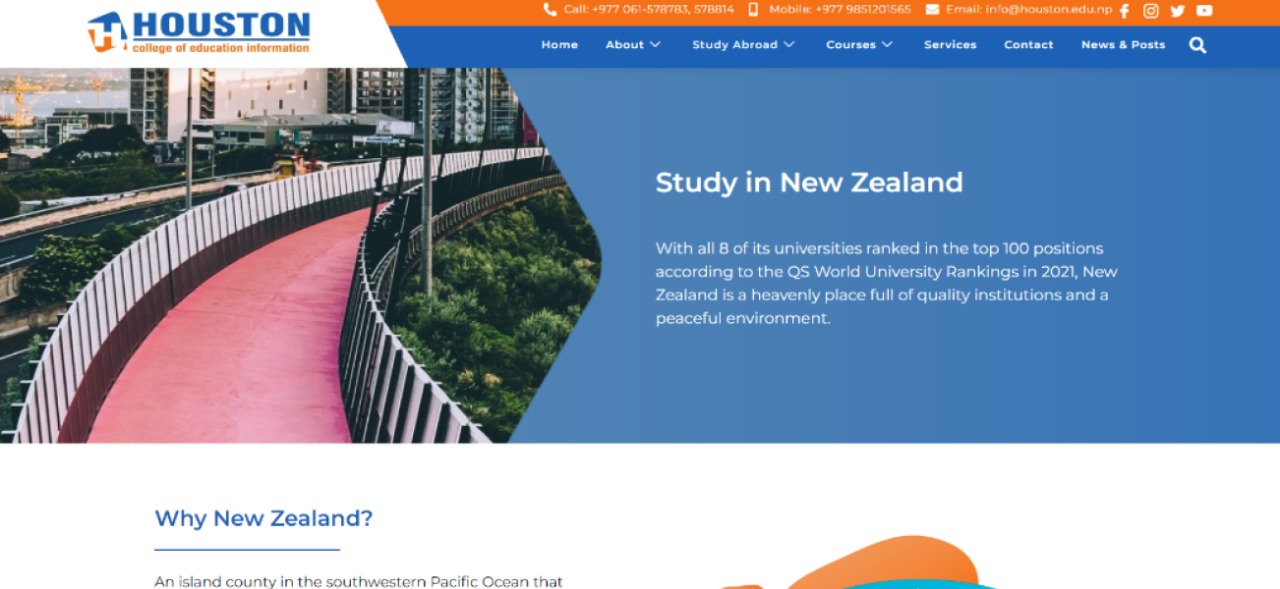 HOUSTON
college of education information
Call: +977 061-578783, 578814 Mobile: +977 9851201565 Email: info@houston.edu.np
Home About Study Abroad Courses Services Contact News & Posts
Study in New Zealand
With all 8 of its universities ranked in the top 100 positions
according to the QS World University Rankings in 2021, New
Zealand is a heavenly place full of quality institutions and a
peaceful environment.
Why New Zealand?
An island county in the southwestern Pacific Ocean that